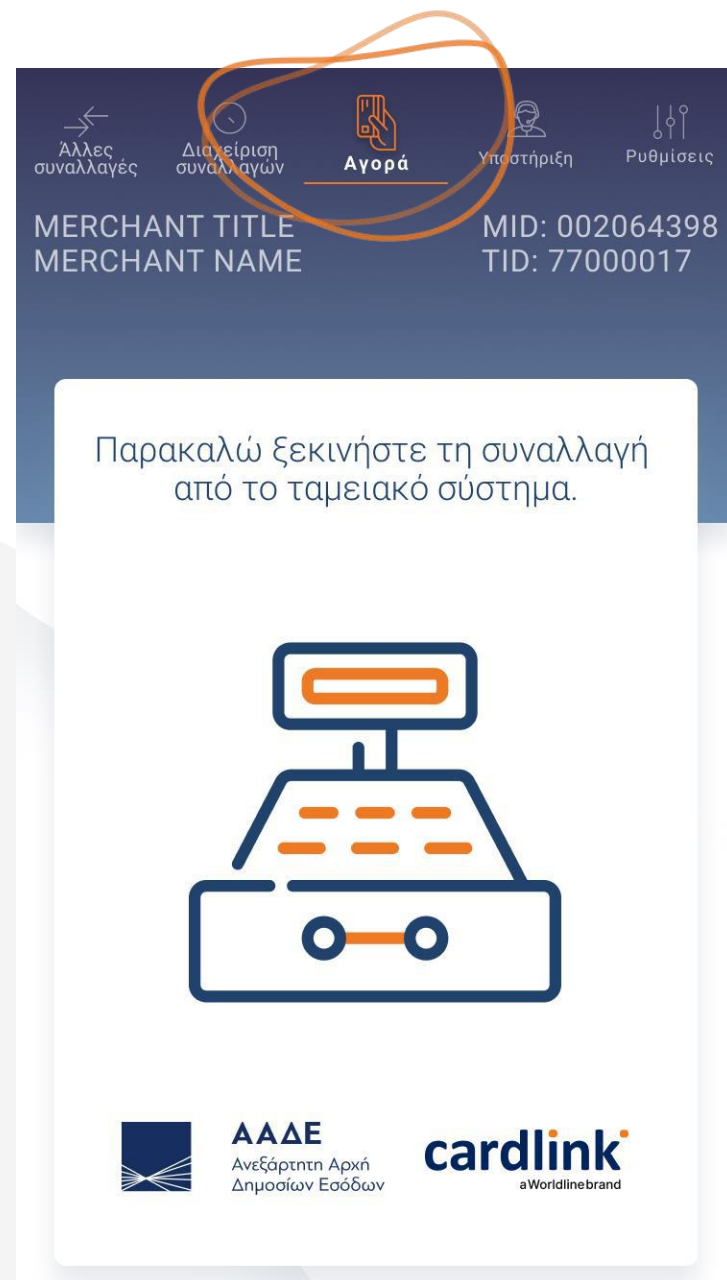 Άλλες
συναλλαγές
Διαχείριση
συναλλαγών
Αγορά
Υποστήριξη
Ρυθμίσεις
MERCHANT TITLE
MERCHANT NAME
MID: 002064398
TID: 77000017
Παρακαλώ ξεκινήστε τη συναλλαγή
από το ταμειακό σύστημα.
ΑΑΔΕ
Ανεξάρτητη Αρχή
Δημοσίων Εσόδων
cardlink
a Worldline brand